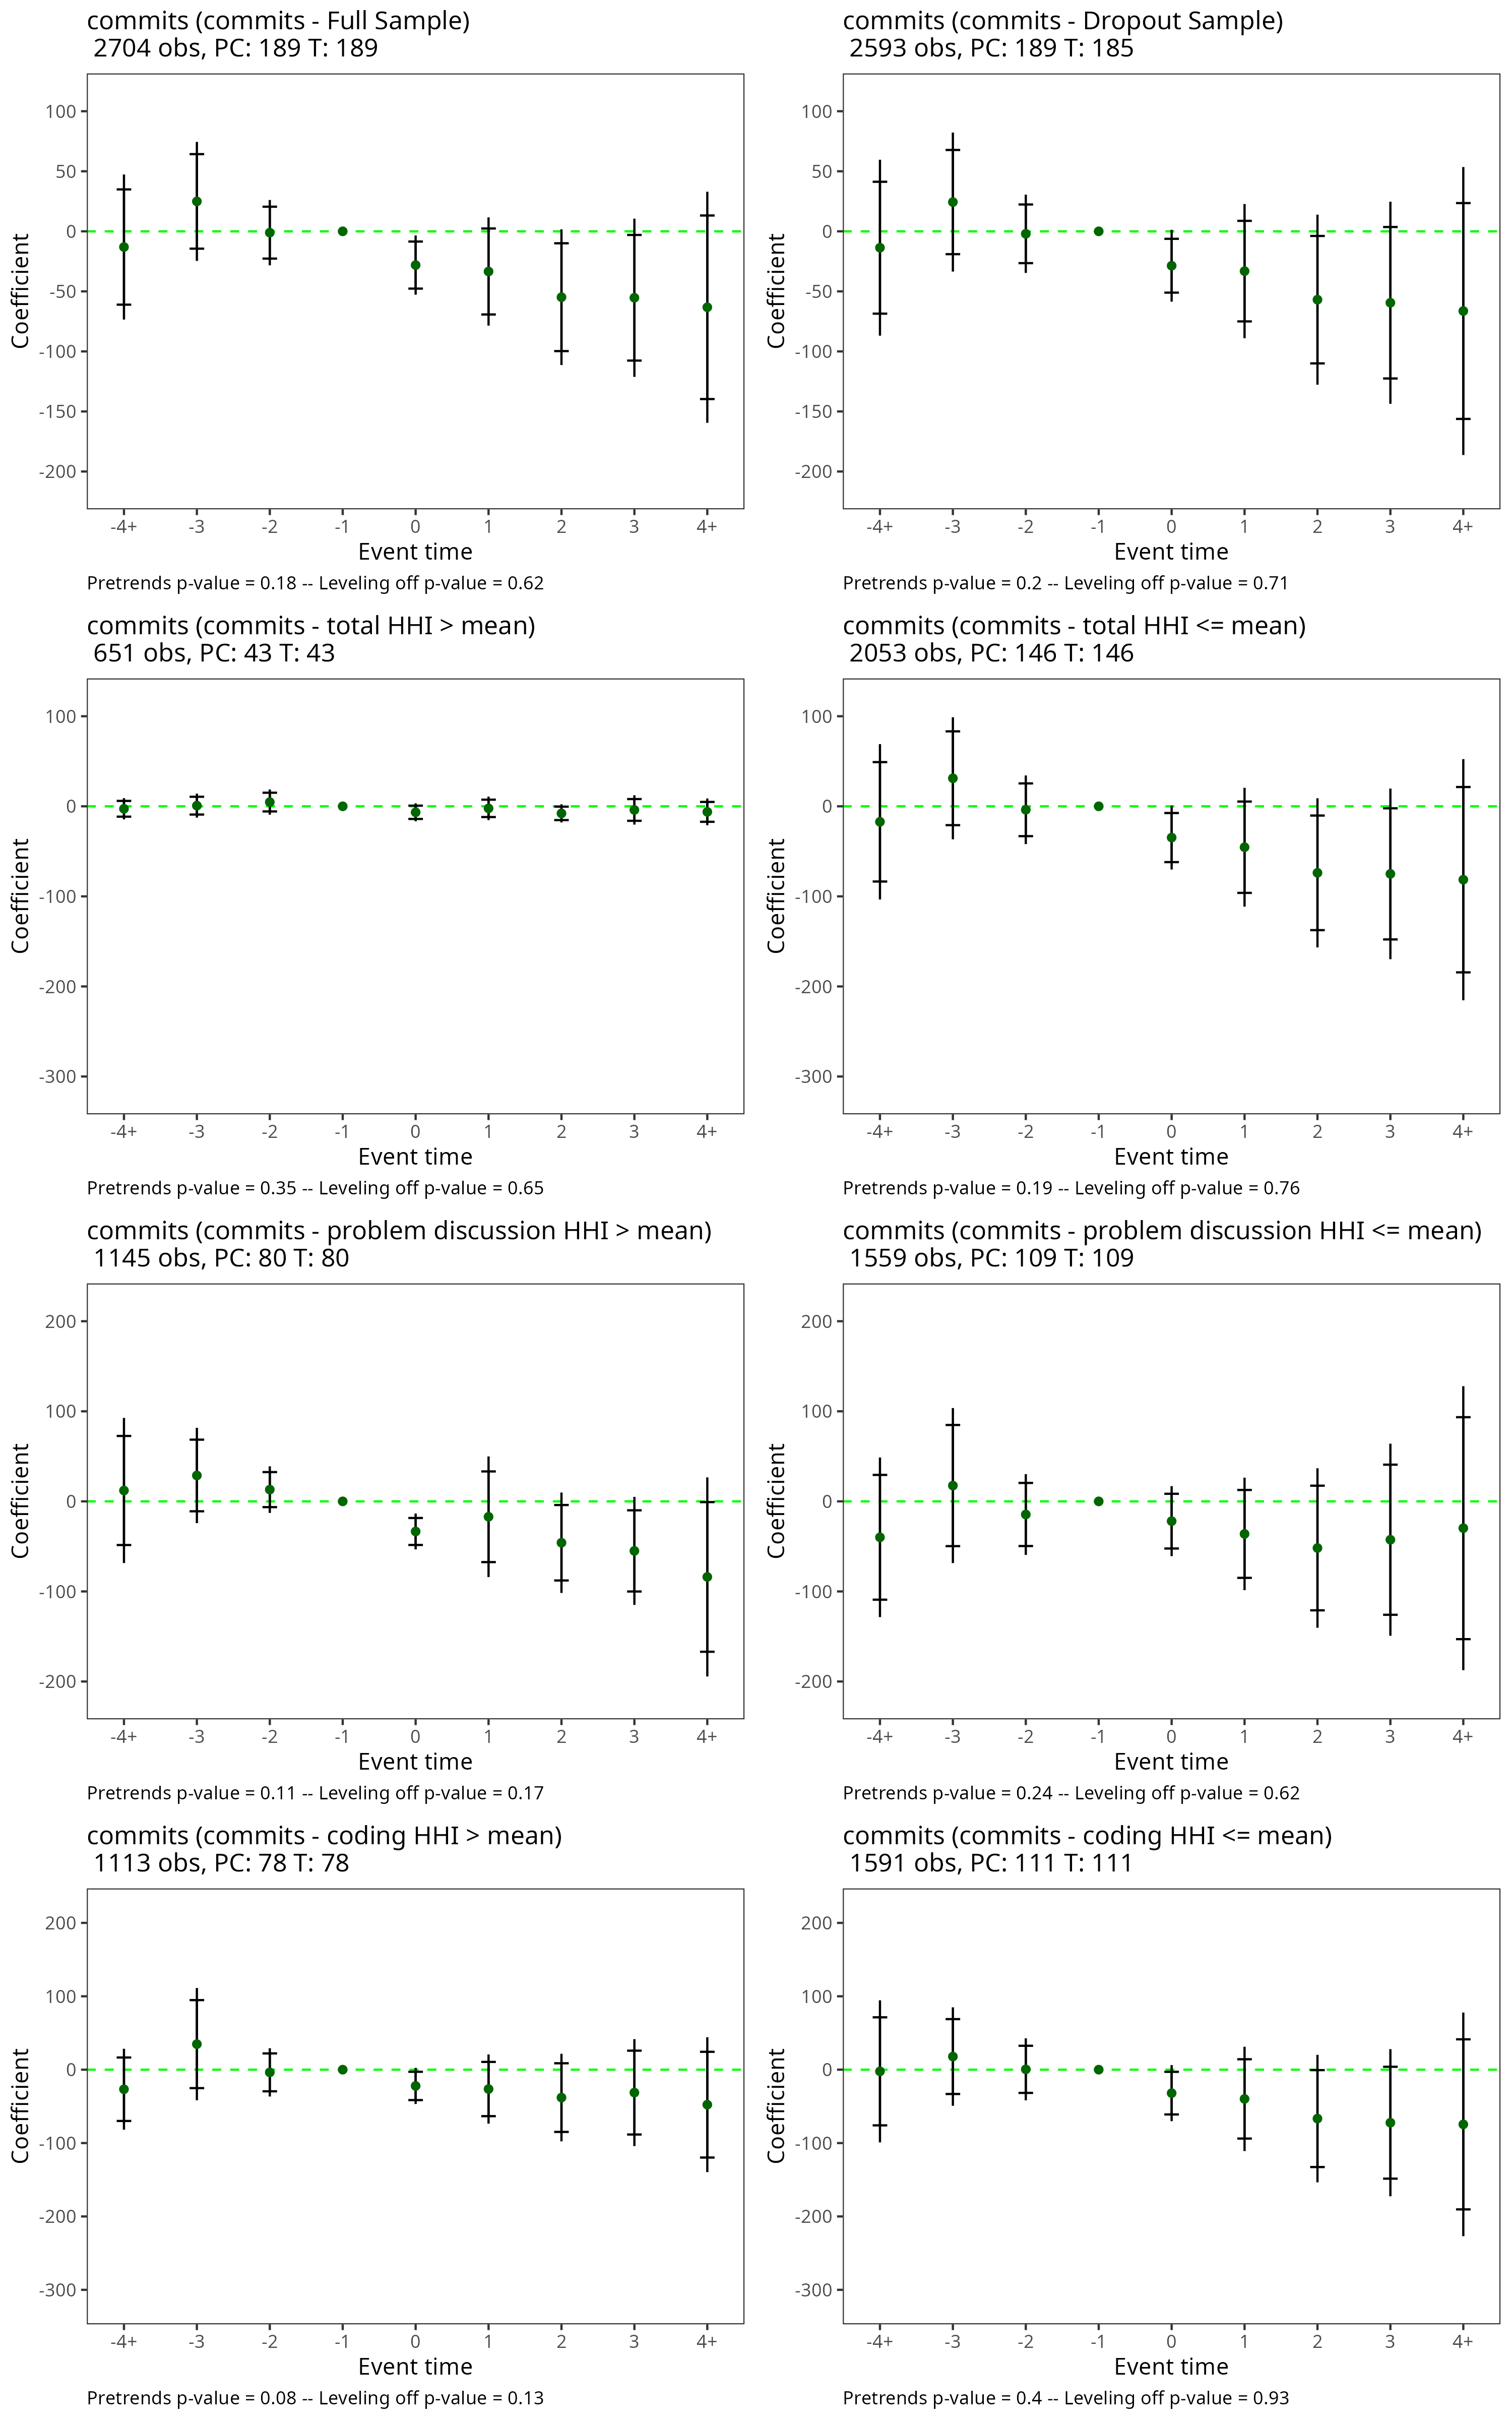 commits (commits - Full Sample)
2704 obs, PC: 189 T: 189
100
50
0
-50
-100
-150
-200
Coefficient
-4+ -3 -2 -1 0 1 2 3 4+
Event time
Pretrends p-value = 0.18 -- Leveling off p-value = 0.62
commits (commits - Dropout Sample)
2593 obs, PC: 189 T: 185
100
50
0
-50
-100
-150
-200
Coefficient
-4+ -3 -2 -1 0 1 2 3 4+
Event time
Pretrends p-value = 0.2 -- Leveling off p-value = 0.71
commits (commits - total HHI > mean)
651 obs, PC: 43 T: 43
100
0
-100
-200
-300
Coefficient
-4+ -3 -2 -1 0 1 2 3 4+
Event time
Pretrends p-value = 0.35 -- Leveling off p-value = 0.65
commits (commits - total HHI <= mean)
2053 obs, PC: 146 T: 146
100
0
-100
-200
-300
Coefficient
-4+ -3 -2 -1 0 1 2 3 4+
Event time
Pretrends p-value = 0.19 -- Leveling off p-value = 0.76
commits (commits - problem discussion HHI > mean)
1145 obs, PC: 80 T: 80
200
100
0
-100
-200
Coefficient
-4+ -3 -2 -1 0 1 2 3 4+
Event time
Pretrends p-value = 0.11 -- Leveling off p-value = 0.17
commits (commits - problem discussion HHI <= mean)
1559 obs, PC: 109 T: 109
200
100
0
-100
-200
Coefficient
-4+ -3 -2 -1 0 1 2 3 4+
Event time
Pretrends p-value = 0.24 -- Leveling off p-value = 0.62
commits (commits - coding HHI > mean)
1113 obs, PC: 78 T: 78
200
100
0
-100
-200
-300
Coefficient
-4+ -3 -2 -1 0 1 2 3 4+
Event time
Pretrends p-value = 0.08 -- Leveling off p-value = 0.13
commits (commits - coding HHI <= mean)
1591 obs, PC: 111 T: 111
200
100
0
-100
-200
-300
Coefficient
-4+ -3 -2 -1 0 1 2 3 4+
Event time
Pretrends p-value = 0.4 -- Leveling off p-value = 0.93